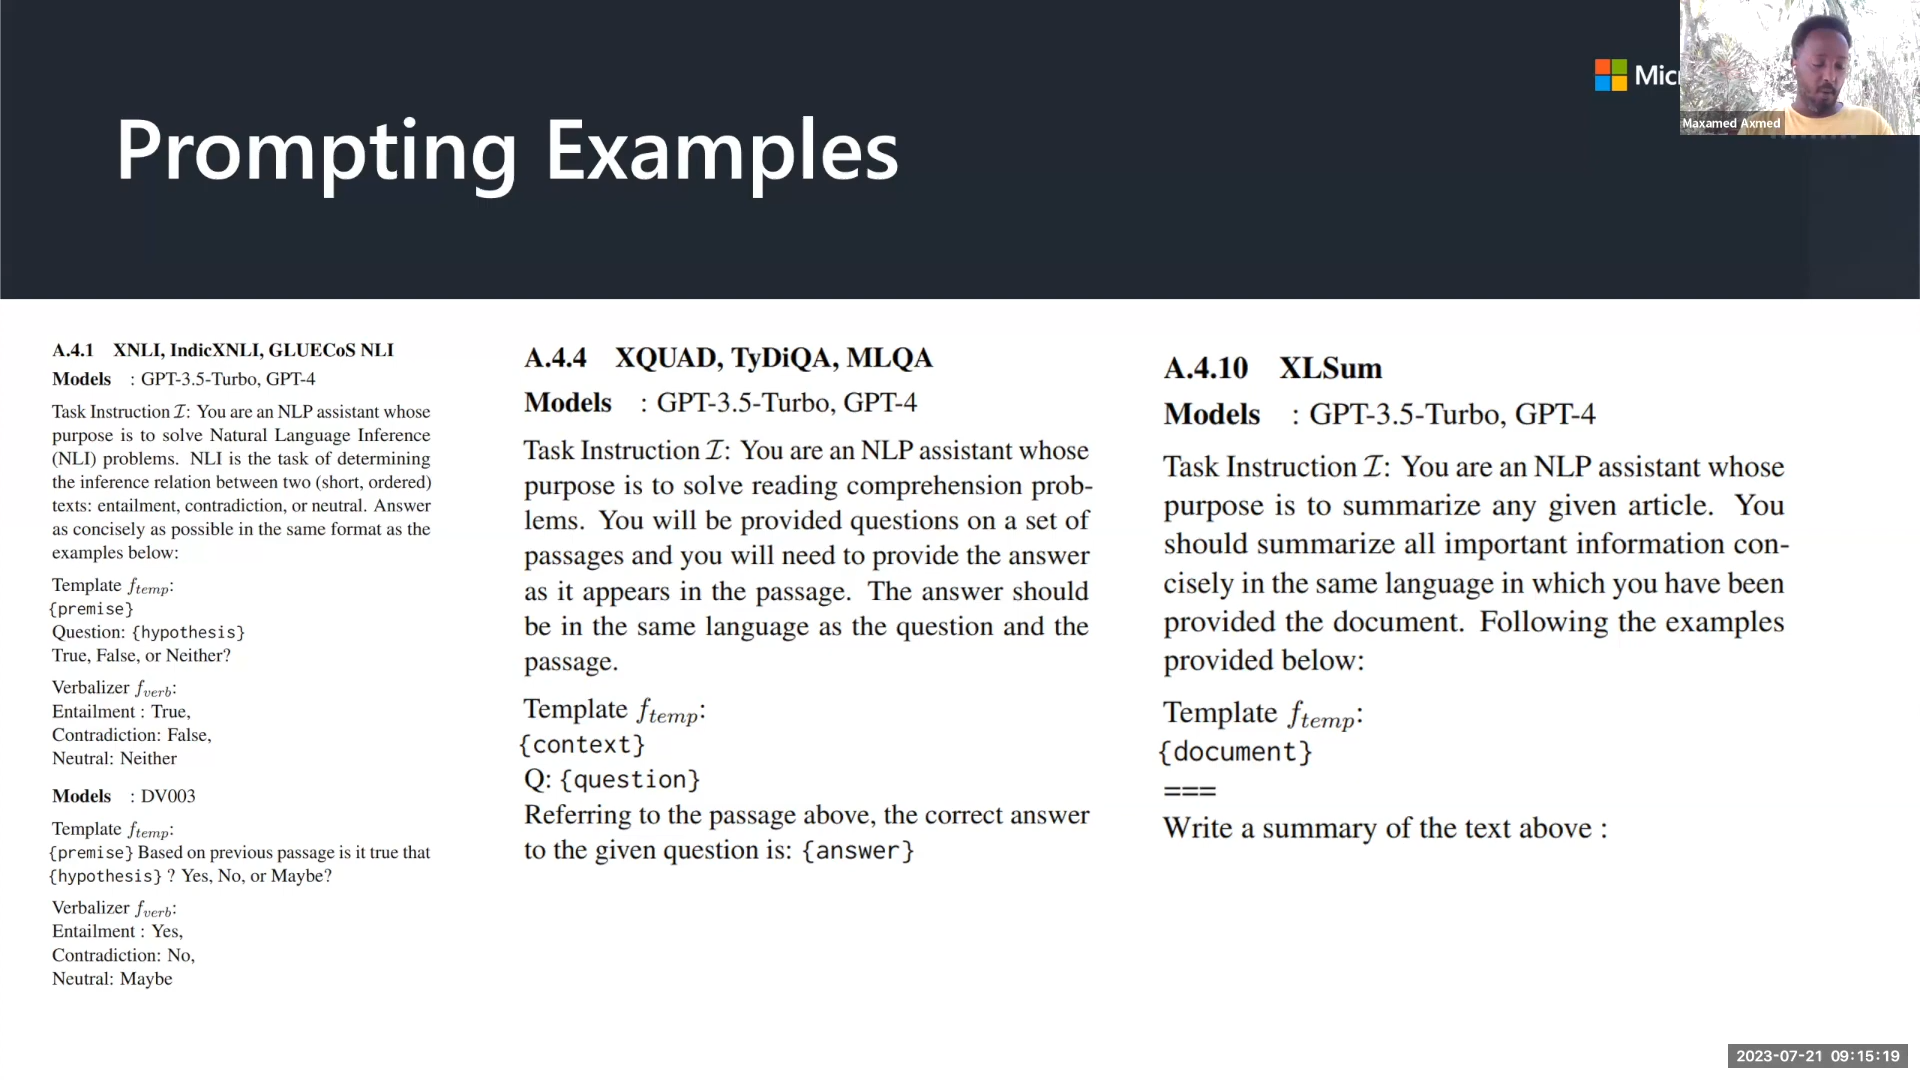 Prompting Examples
Maxamed Axmed
A.4.1 XNLI, IndicXNLI, GLUECoS NLI
Models : GPT-3.5-Turbo, GPT-4
Task Instruction ℐ: You are an NLP assistant whose
purpose is to solve Natural Language Inference
(NLI) problems. NLI is the task of determining
the inference relation between two (short, ordered)
texts: entailment, contradiction, or neutral. Answer
as concisely as possible in the same format as the
examples below:
Template f_temp:
{premise}
Question: {hypothesis}
True, False, or Neither?
Verbalizer f_verb:
Entailment : True,
Contradiction: False,
Neutral: Neither
Models : DV003
Template f_temp:
{premise} Based on previous passage is it true that
{hypothesis} ? Yes, No, or Maybe?
Verbalizer f_verb:
Entailment : Yes,
Contradiction: No,
Neutral: Maybe
A.4.4 XQUAD, TyDiQA, MLQA
Models : GPT-3.5-Turbo, GPT-4
Task Instruction ℐ: You are an NLP assistant whose
purpose is to solve reading comprehension prob-
lems. You will be provided questions on a set of
passages and you will need to provide the answer
as it appears in the passage. The answer should
be in the same language as the question and the
passage.
Template f_temp:
{context}
Q: {question}
Referring to the passage above, the correct answer
to the given question is: {answer}
A.4.10 XLSum
Models : GPT-3.5-Turbo, GPT-4
Task Instruction ℐ: You are an NLP assistant whose
purpose is to summarize any given article. You
should summarize all important information con-
cisely in the same language in which you have been
provided the document. Following the examples
provided below:
Template f_temp:
{document}
===
Write a summary of the text above :
2023-07-21 09:15:19